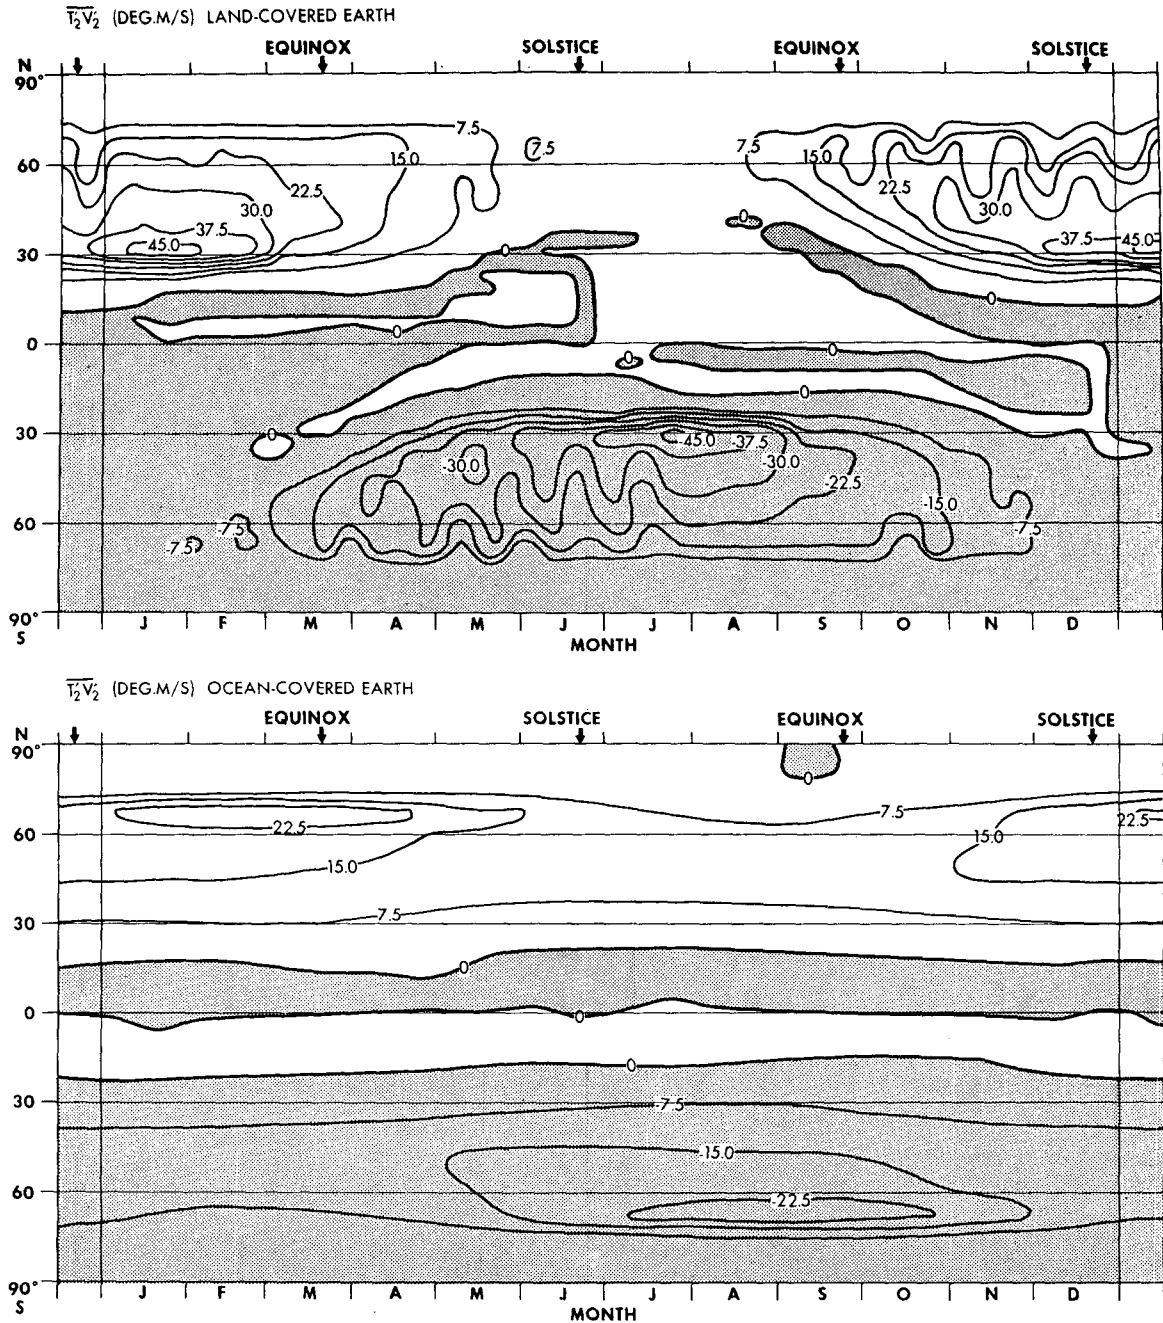 T₂′V₂′ (DEG.M/S) LAND-COVERED EARTH
EQUINOX SOLSTICE EQUINOX SOLSTICE
N
90°
7.5 7.5 7.5
60 15.0 15.0
22.5 22.5
30.0 0 30.0
37.5 37.5
45.0 0 45.0
30
0
0 0 0 0
0
30 0 -45.0 -37.5
-30.0 -30.0
-22.5
-15.0
60 -7.5 -7.5
-7.5
90°
S
J F M A M J J A S O N D
MONTH
T₂′V₂′ (DEG.M/S) OCEAN-COVERED EARTH
EQUINOX SOLSTICE EQUINOX SOLSTICE
N
90°
0
7.5
22.5 22.5
60 15.0
15.0
7.5
30
0
0 0
0
30 -7.5
-15.0
60 -22.5
90°
S
J F M A M J J A S O N D
MONTH